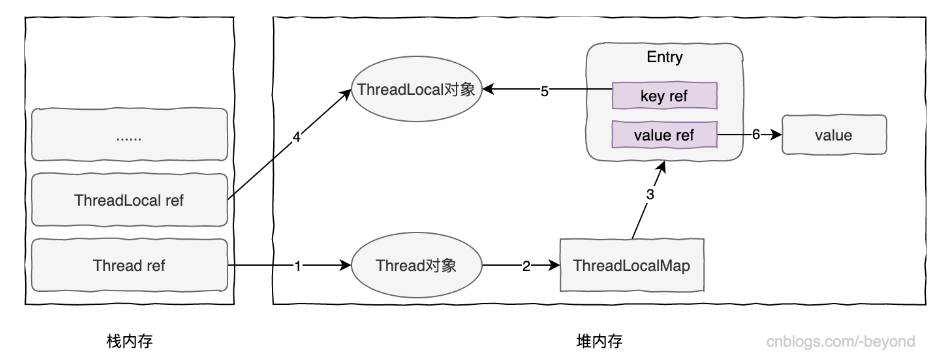 ......
ThreadLocal ref
Thread ref
栈内存
ThreadLocal对象
Thread对象
ThreadLocalMap
Entry
key ref
value ref
value
1
2
3
4
5
6
堆内存
cnblogs.com/-beyond